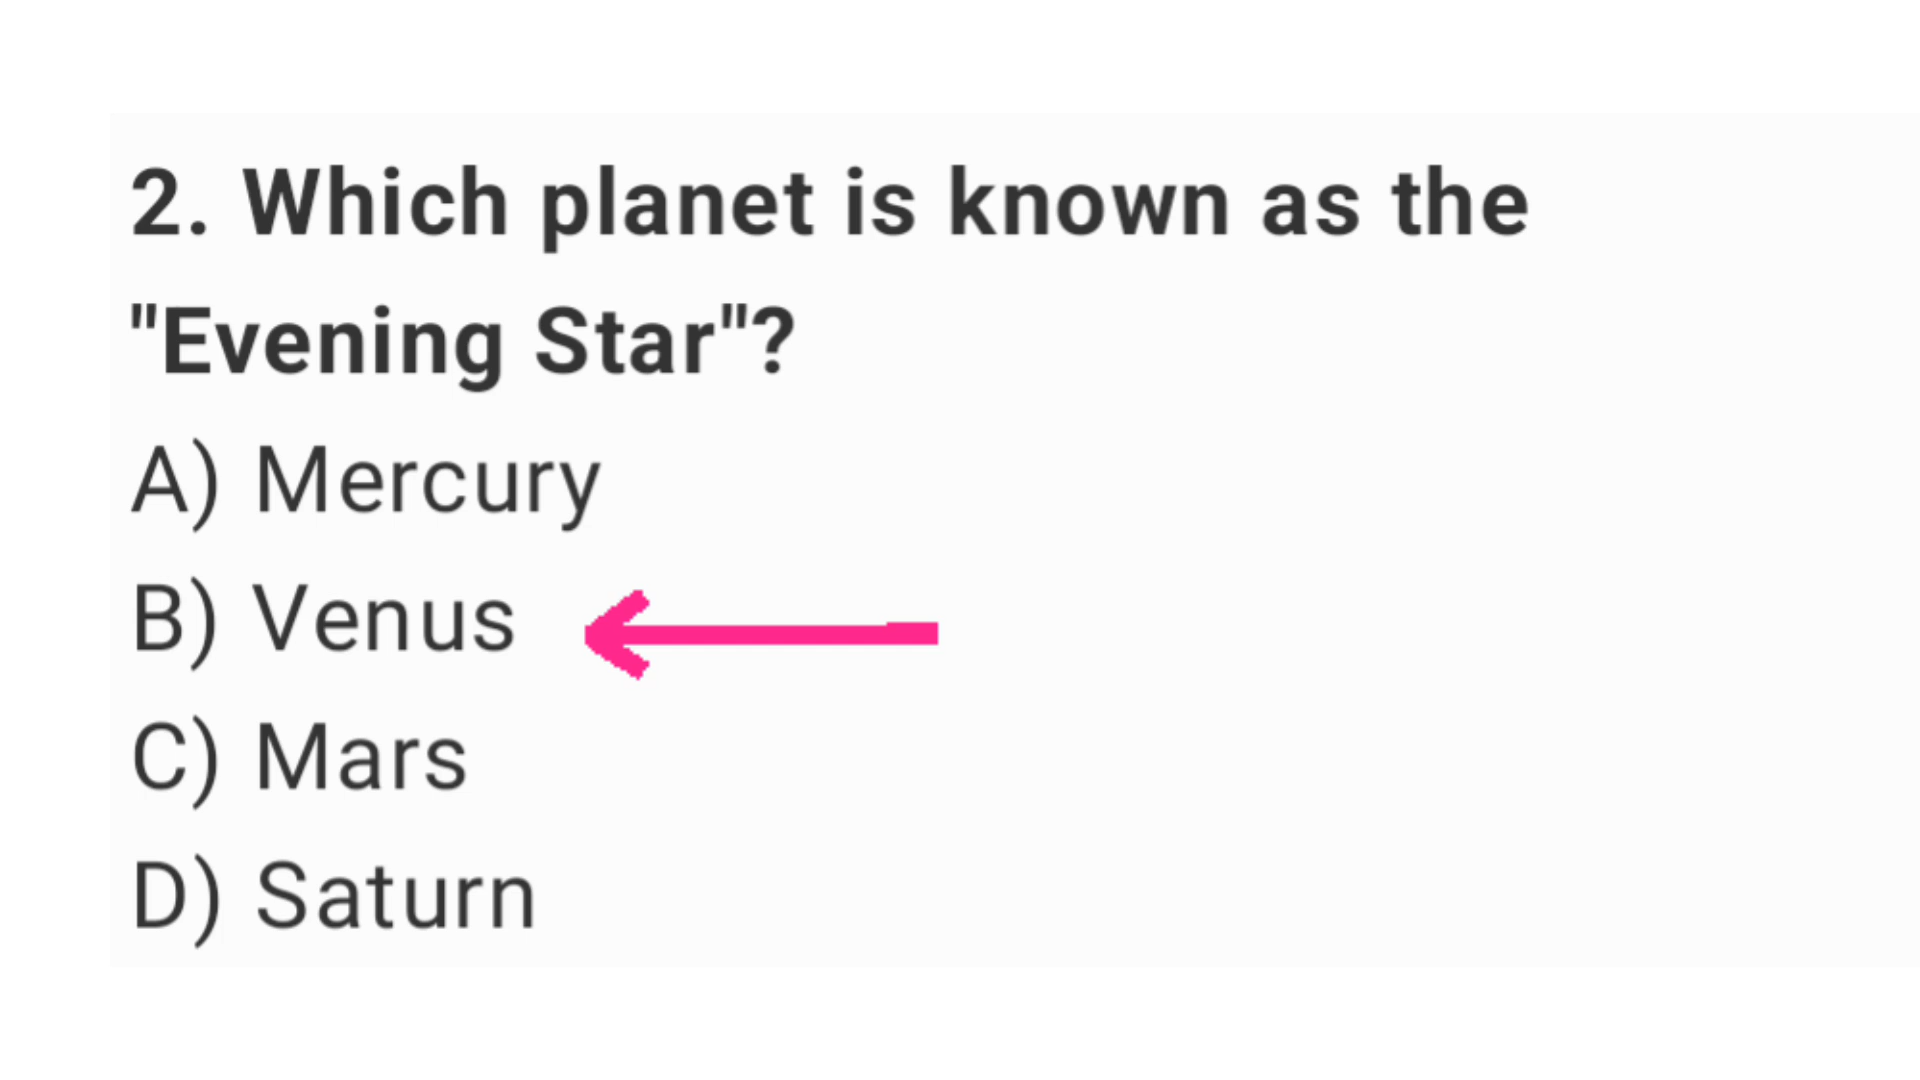 2. Which planet is known as the
"Evening Star"?
A) Mercury
B) Venus
C) Mars
D) Saturn